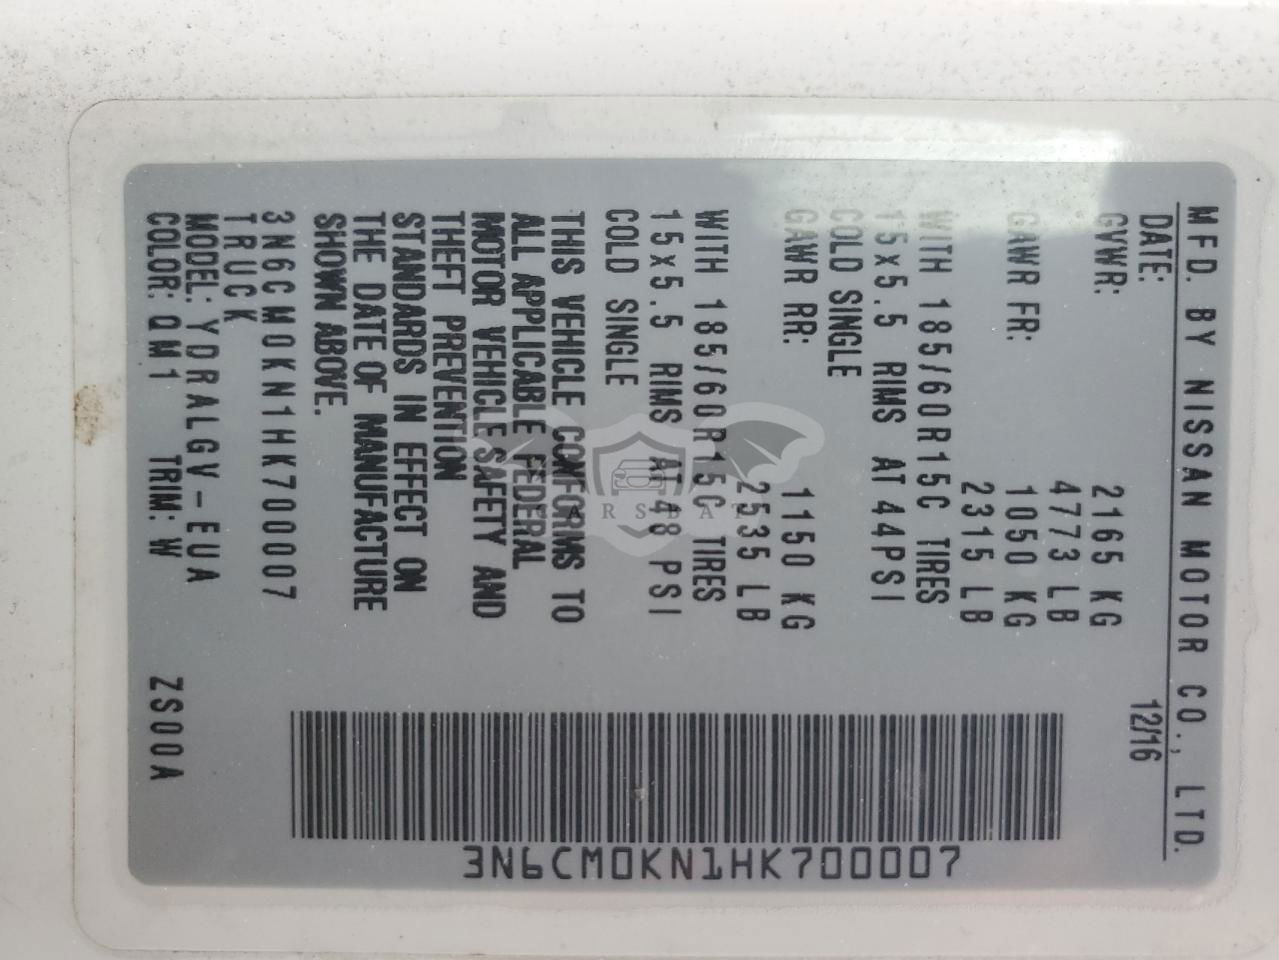 MFD. BY NISSAN MOTOR CO., LTD.
DATE: 12/16
GVWR: 2165 KG
4773 LB
GAWR FR: 1050 KG
2315 LB
WITH 185/60R15C TIRES
15x5.5 RIMS AT 44PSI
COLD SINGLE
GAWR RR: 1150 KG
2535 LB
WITH 185/60R15C TIRES
15x5.5 RIMS AT 48 PSI
COLD SINGLE
THIS VEHICLE CONFORMS TO
ALL APPLICABLE FEDERAL
MOTOR VEHICLE SAFETY AND
THEFT PREVENTION
STANDARDS IN EFFECT ON
THE DATE OF MANUFACTURE
SHOWN ABOVE.
3N6CM0KN1HK700007
TRUCK
MODEL: YDRALGV-EUA
COLOR: QM1 TRIM: W ZS00A
3N6CM0KN1HK700007
CARSBAT